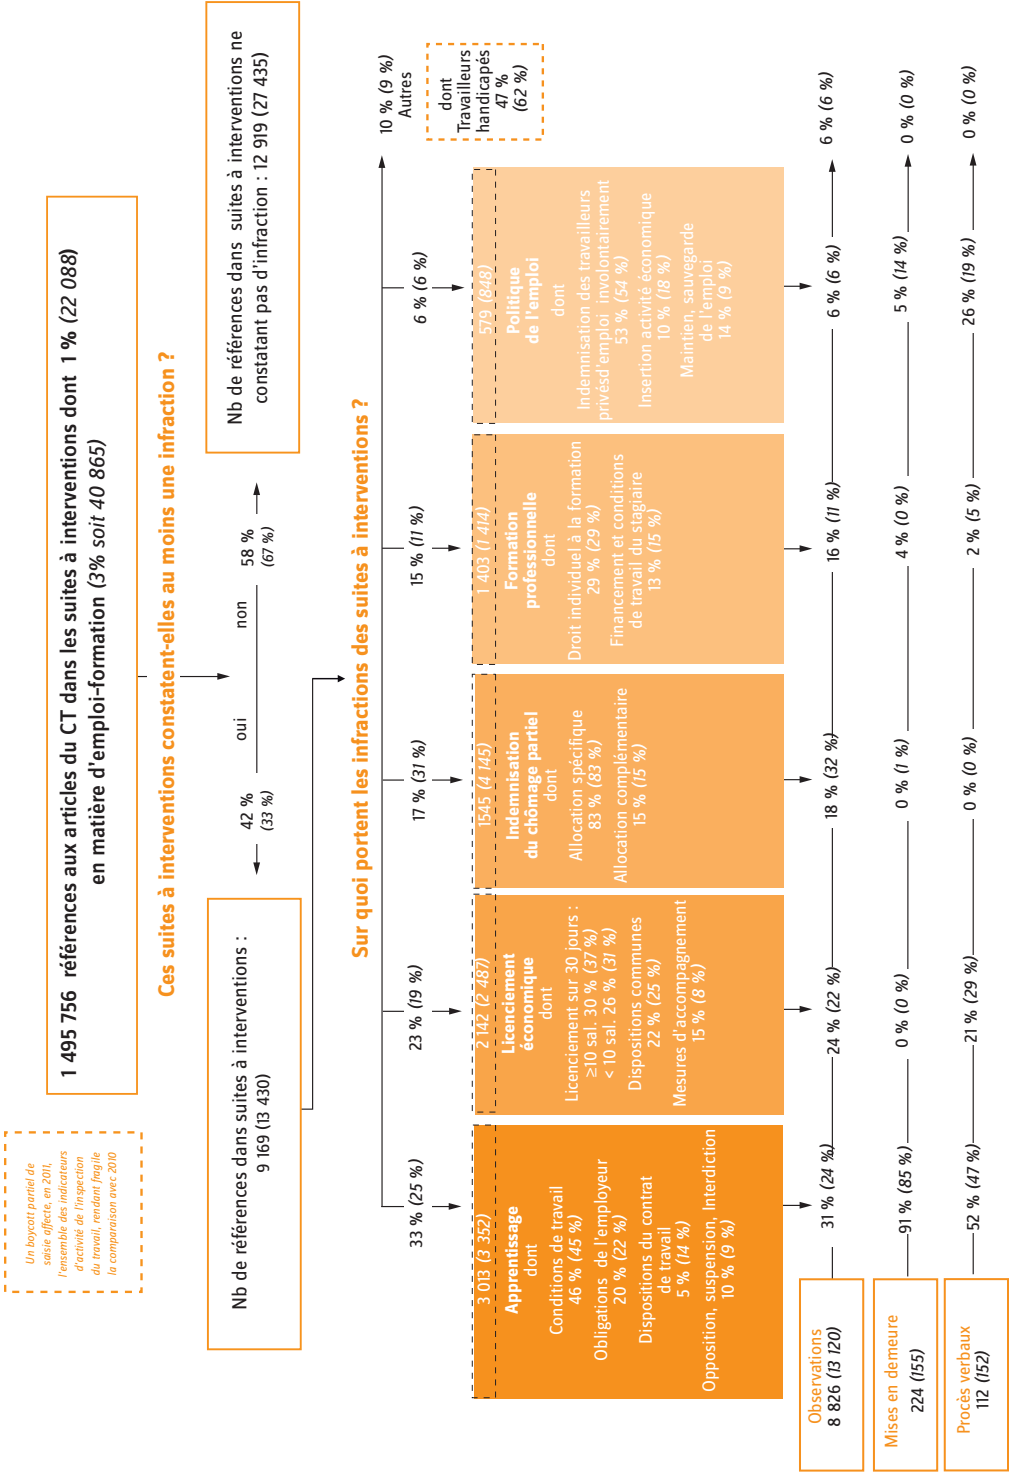 Un boycott partiel de
saisie affecte, en 2011,
l'ensemble des indicateurs
d'activité de l'inspection
du travail, rendant fragile
la comparaison avec 2010
1 495 756 références aux articles du CT dans les suites à interventions dont 1 % (22 088)
en matière d'emploi-formation (3% soit 40 865)
Ces suites à interventions constatent-elles au moins une infraction ?
42 %
(33 %)
oui
non
58 %
(67 %)
Nb de références dans suites à interventions :
9 169 (13 430)
Nb de références dans suites à interventions ne
constatant pas d'infraction : 12 919 (27 435)
Sur quoi portent les infractions des suites à interventions ?
33 % (25 %)
23 % (19 %)
17 % (31 %)
15 % (11 %)
6 % (6 %)
10 % (9 %)
Autres
dont
Travailleurs
handicapés
47 %
(62 %)
3 013 (3 352)
Apprentissage
dont
Conditions de travail
46 % (45 %)
Obligations de l'employeur
20 % (22 %)
Dispositions du contrat
de travail
5 % (14 %)
Opposition, suspension, Interdiction
10 % (9 %)
2 142 (2 487)
Licenciement
économique
dont
Licenciement sur 30 jours :
≥10 sal. 30 % (37 %)
< 10 sal. 26 % (31 %)
Dispositions communes
22 % (25 %)
Mesures d'accompagnement
15 % (8 %)
1545 (4 145)
Indemnisation
du chômage partiel
dont
Allocation spécifique
83 % (83 %)
Allocation complémentaire
15 % (15 %)
1 403 (1 414)
Formation
professionnelle
dont
Droit individuel à la formation
29 % (29 %)
Financement et conditions
de travail du stagiaire
13 % (15 %)
579 (848)
Politique
de l'emploi
dont
Indemnisation des travailleurs
privésd'emploi involontairement
53 % (54 %)
Insertion activité économique
10 % (18 %)
Maintien, sauvegarde
de l'emploi
14 % (9 %)
Observations
8 826 (13 120)
31 % (24 %)
24 % (22 %)
18 % (32 %)
16 % (11 %)
6 % (6 %)
6 % (6 %)
Mises en demeure
224 (155)
91 % (85 %)
0 % (0 %)
0 % (1 %)
4 % (0 %)
5 % (14 %)
0 % (0 %)
Procès verbaux
112 (152)
52 % (47 %)
21 % (29 %)
0 % (0 %)
2 % (5 %)
26 % (19 %)
0 % (0 %)